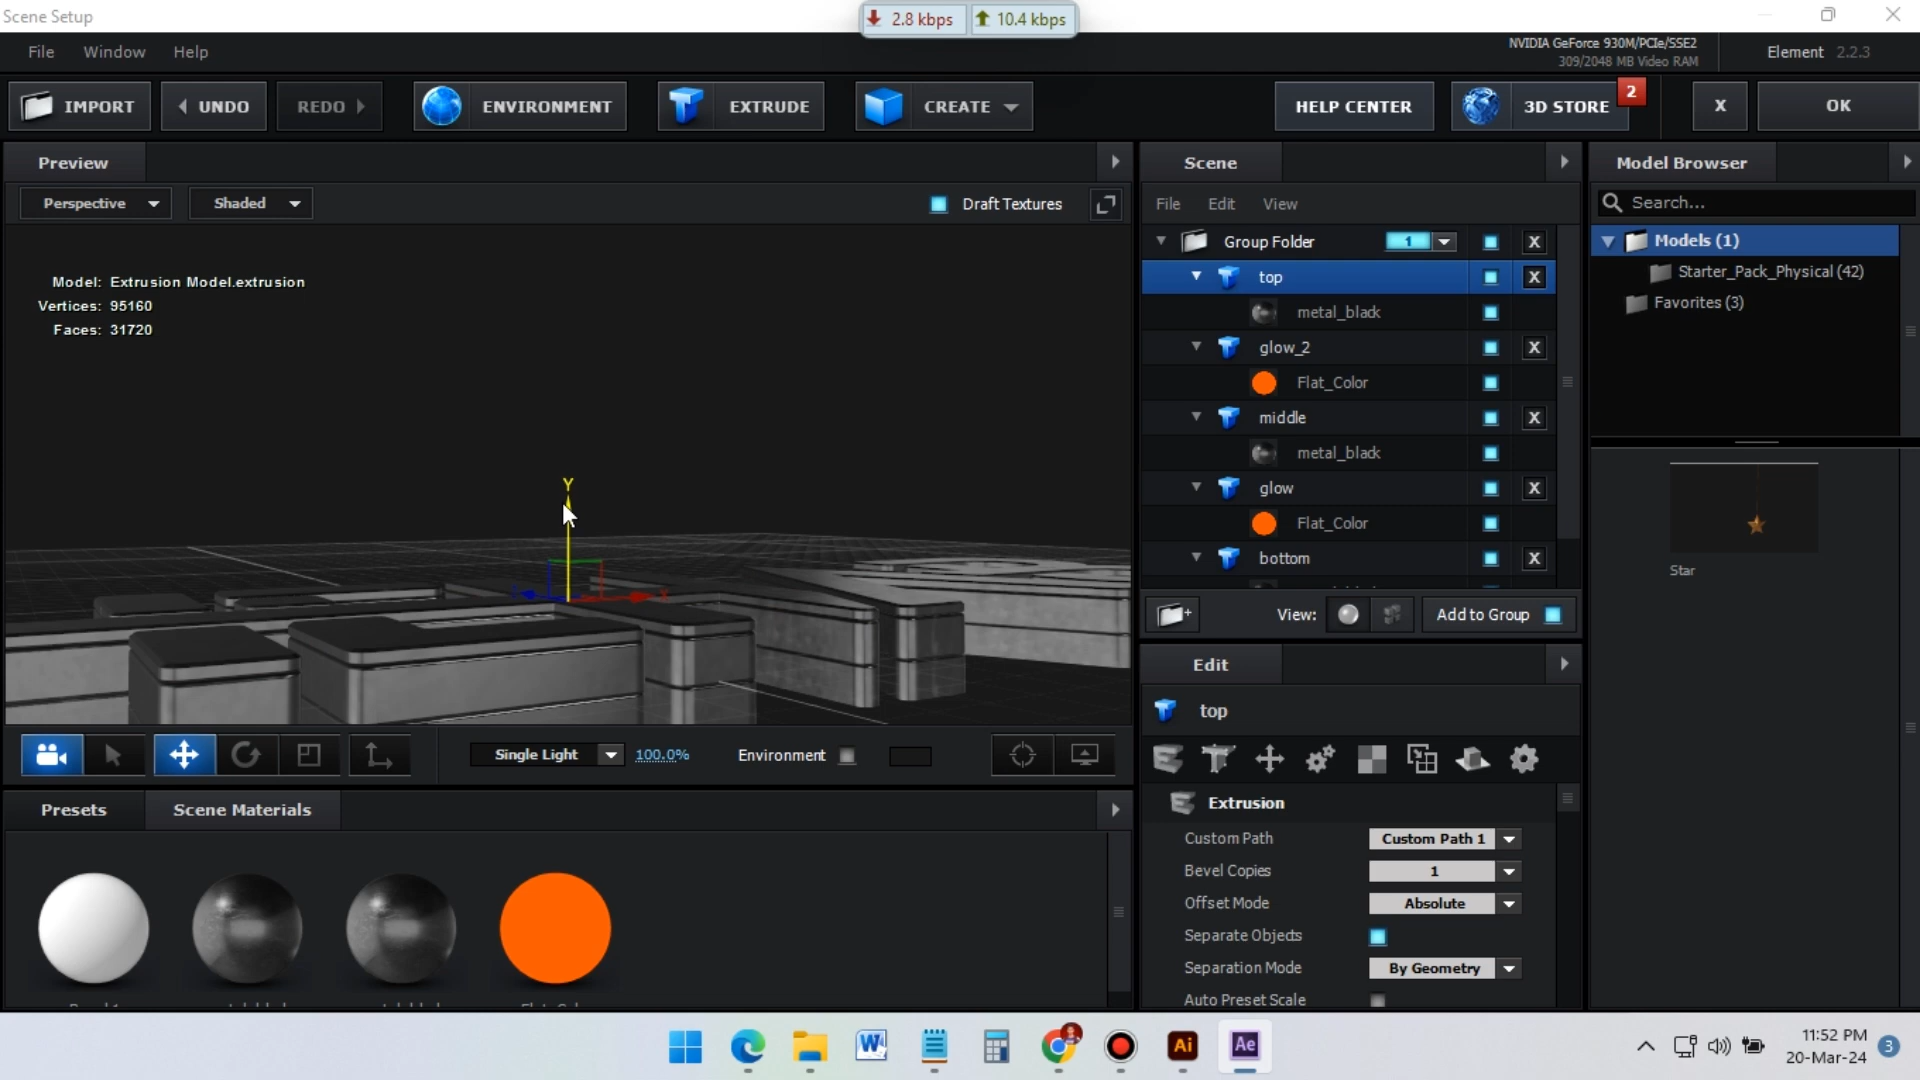 Scene Setup
2.8 kbps
10.4 kbps
File Window Help
NVIDIA GeForce 930M/PCIe/SSE2
309/2048 MB Video RAM
Element 2.2.3
IMPORT UNDO REDO ENVIRONMENT EXTRUDE CREATE HELP CENTER 3D STORE 2 X OK
Preview
Perspective Shaded Draft Textures
Model: Extrusion Model.extrusion
Vertices: 95160
Faces: 31720
Y
X
Single Light 100.0% Environment
Presets Scene Materials
Scene
File Edit View
Group Folder 1 X
top X
metal_black
glow_2 X
Flat_Color
middle X
metal_black
glow X
Flat_Color
bottom X
View: Add to Group
Edit
top
Extrusion
Custom Path Custom Path 1
Bevel Copies 1
Offset Mode Absolute
Separate Objects
Separation Mode By Geometry
Auto Preset Scale
Model Browser
Search...
Models (1)
Starter_Pack_Physical (42)
Favorites (3)
Star
Ai
Ae
11:52 PM
20-Mar-24
3